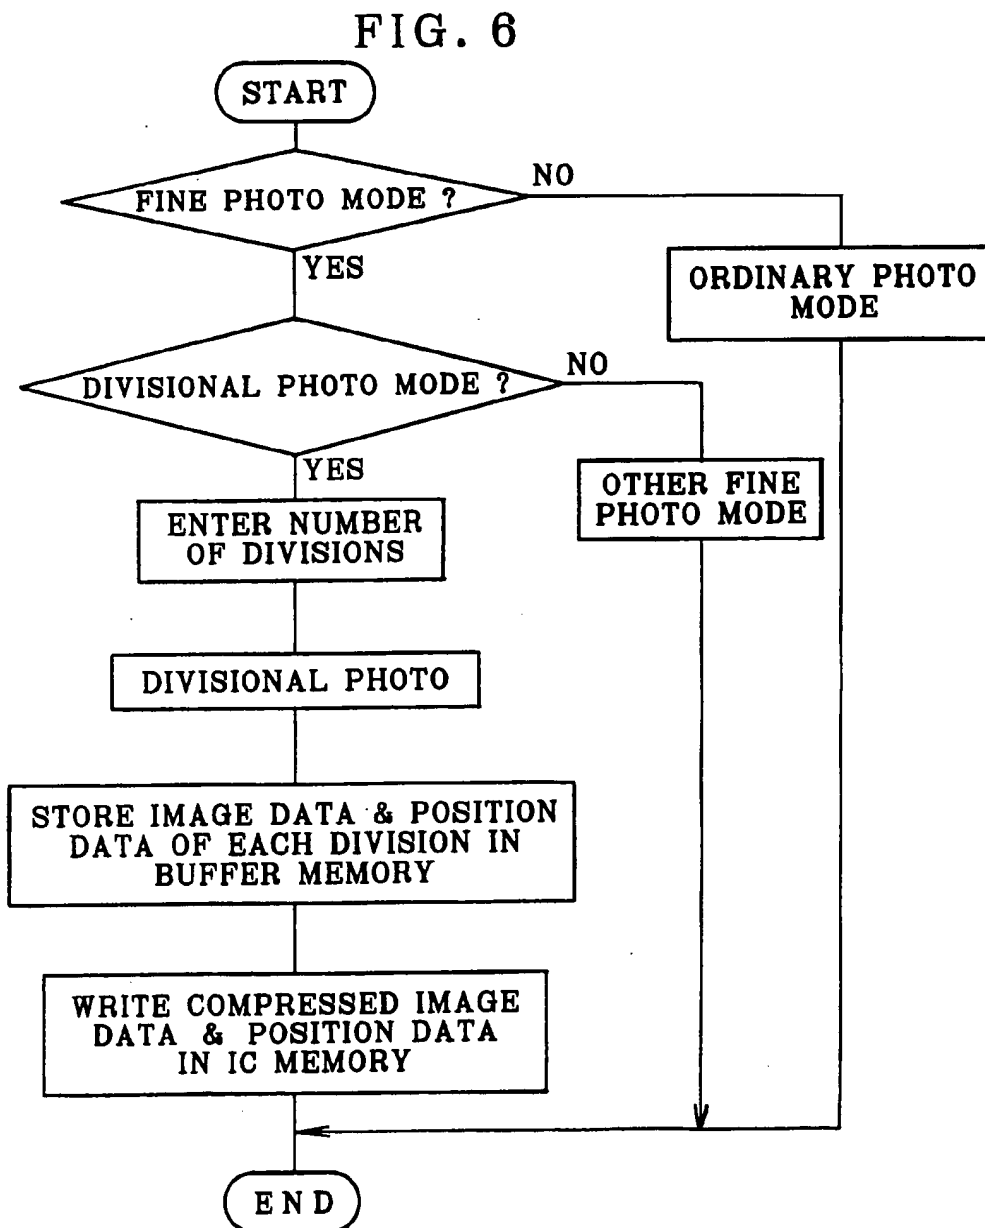 FIG. 6
START
FINE PHOTO MODE ?
NO
YES
ORDINARY PHOTO
MODE
DIVISIONAL PHOTO MODE ?
NO
YES
OTHER FINE
PHOTO MODE
ENTER NUMBER
OF DIVISIONS
DIVISIONAL PHOTO
STORE IMAGE DATA & POSITION
DATA OF EACH DIVISION IN
BUFFER MEMORY
WRITE COMPRESSED IMAGE
DATA & POSITION DATA
IN IC MEMORY
END